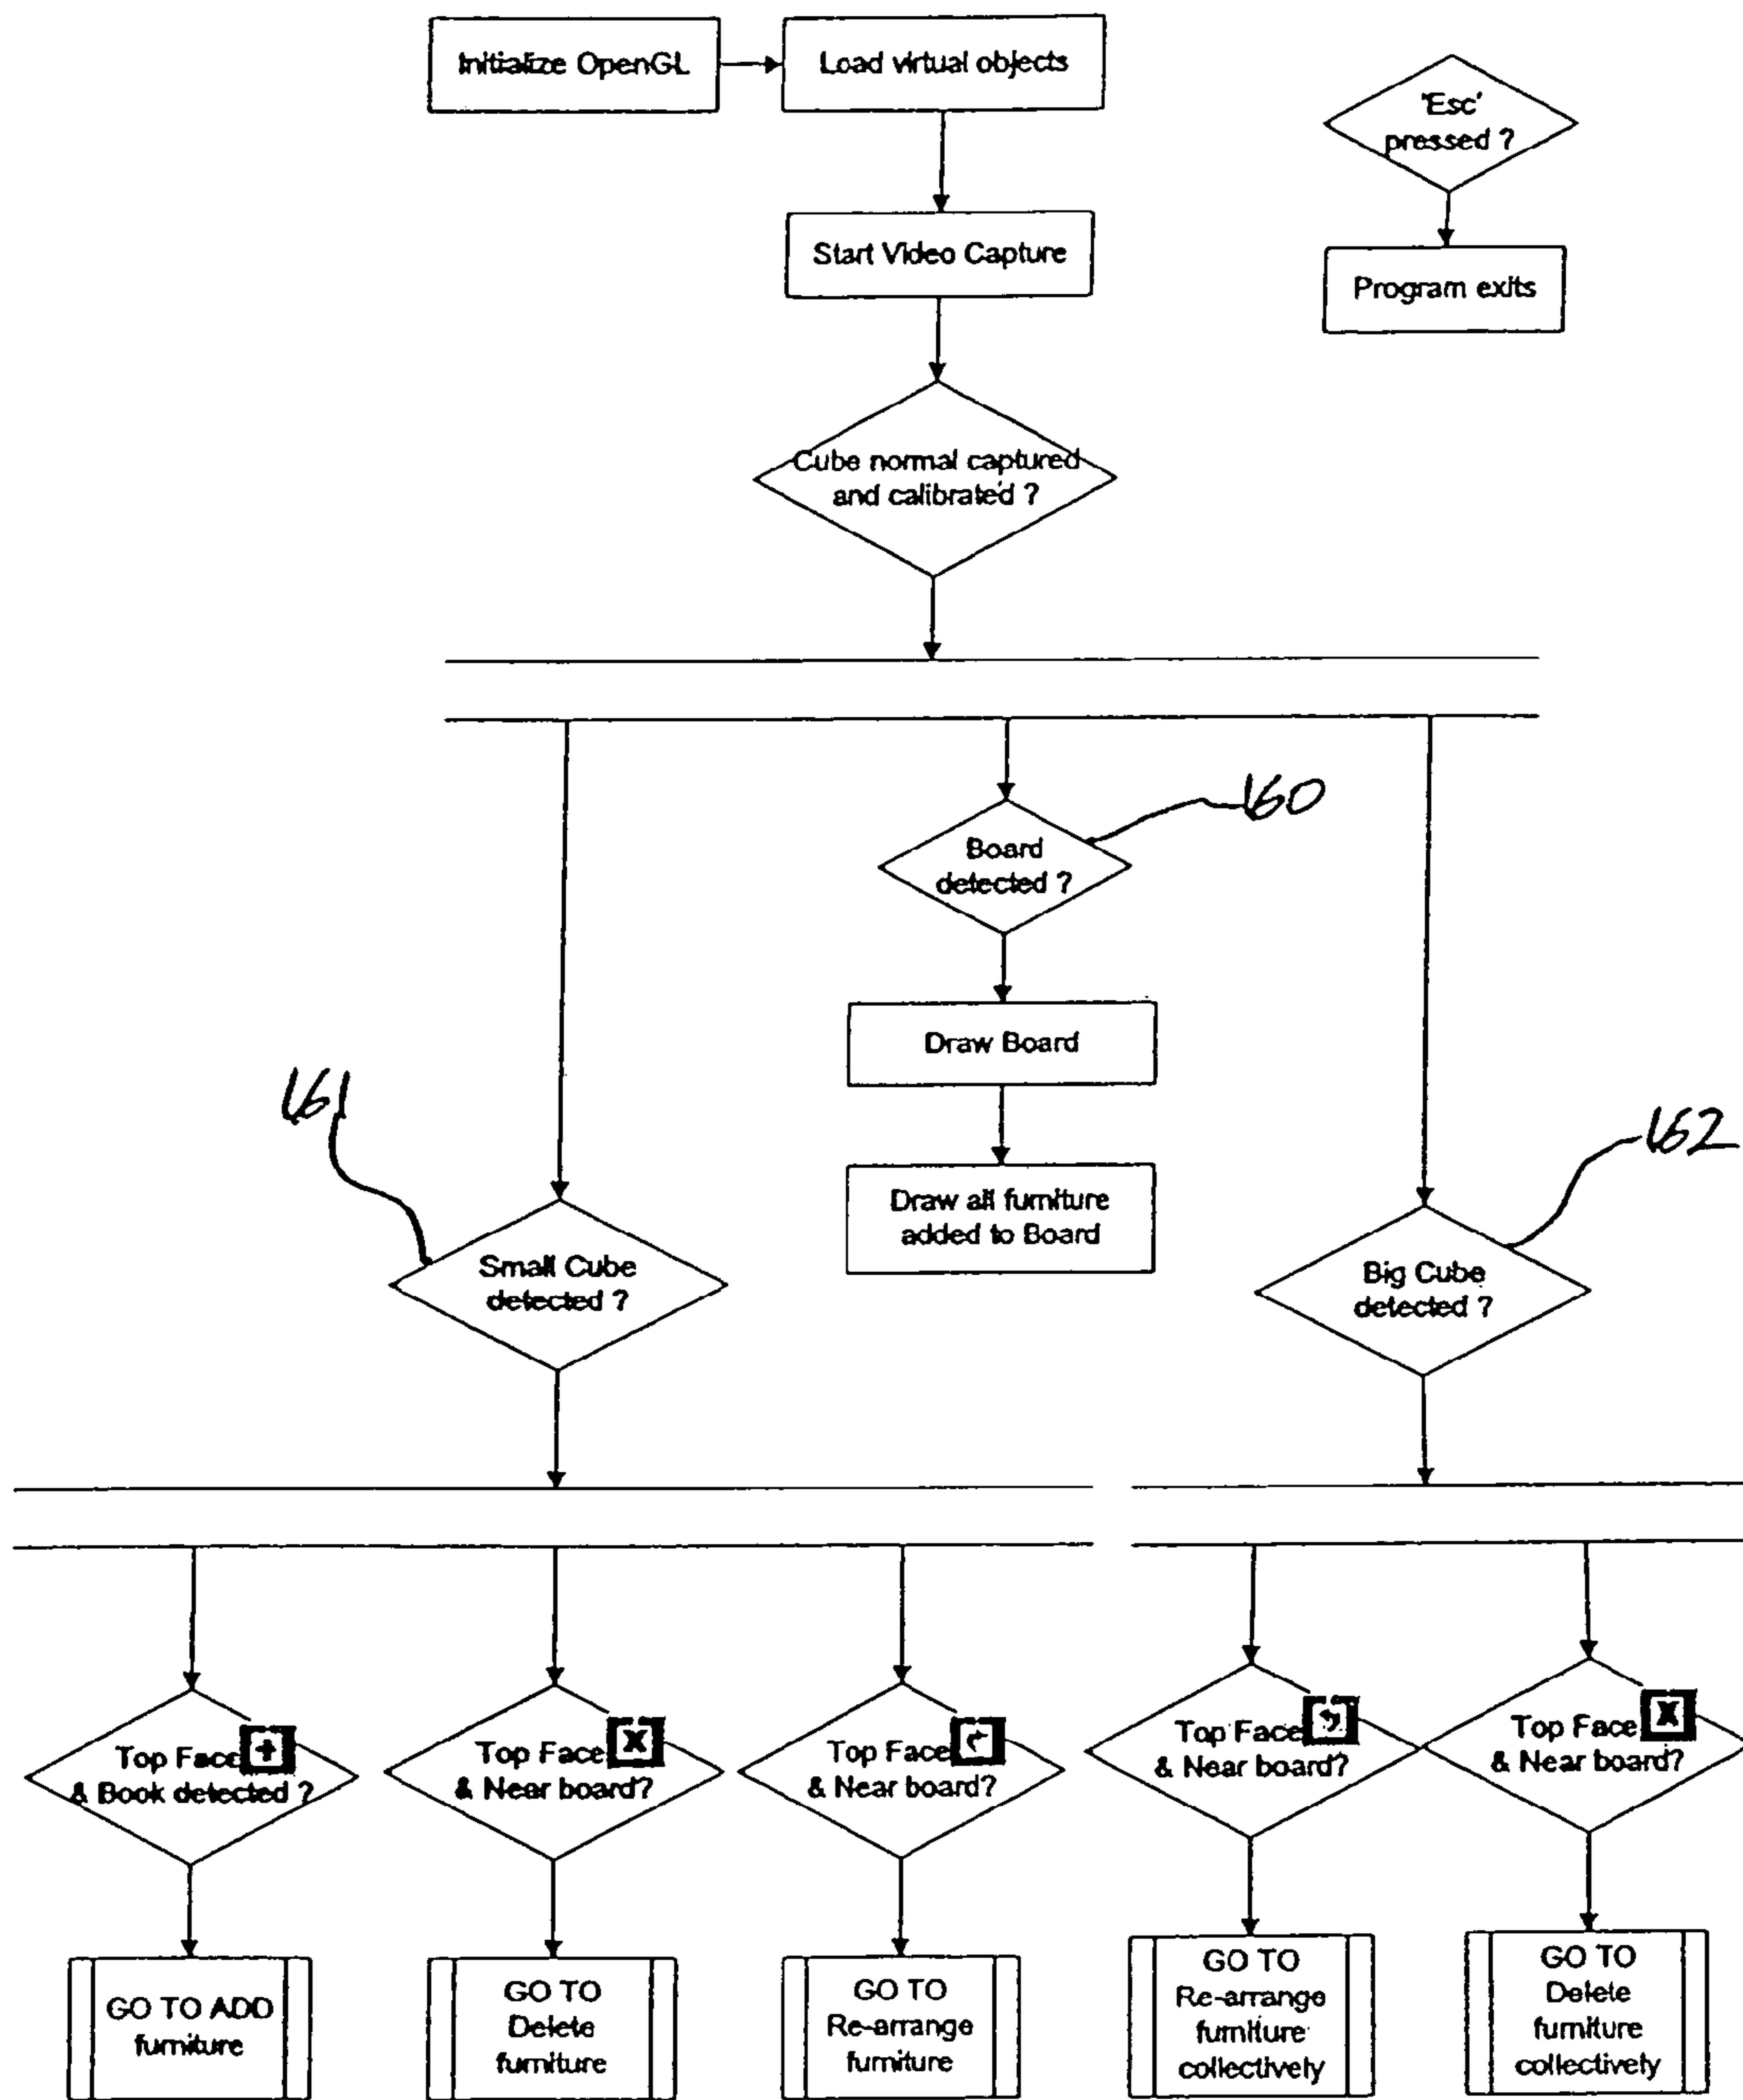 Initialize OpenGL
Load virtual objects
'Esc'
pressed ?
Start Video Capture
Program exits
Cube normal captured
and calibrated ?
160
Board
detected ?
Draw Board
161
162
Draw all furniture
added to Board
Small Cube
detected ?
Big Cube
detected ?
Top Face +
& Book detected ?
Top Face X
& Near board?
Top Face
& Near board?
Top Face
& Near board?
Top Face X
& Near board?
GO TO ADD
furniture
GO TO
Delete
furniture
GO TO
Re-arrange
furniture
GO TO
Re-arrange
furniture
collectively
GO TO
Delete
furniture
collectively